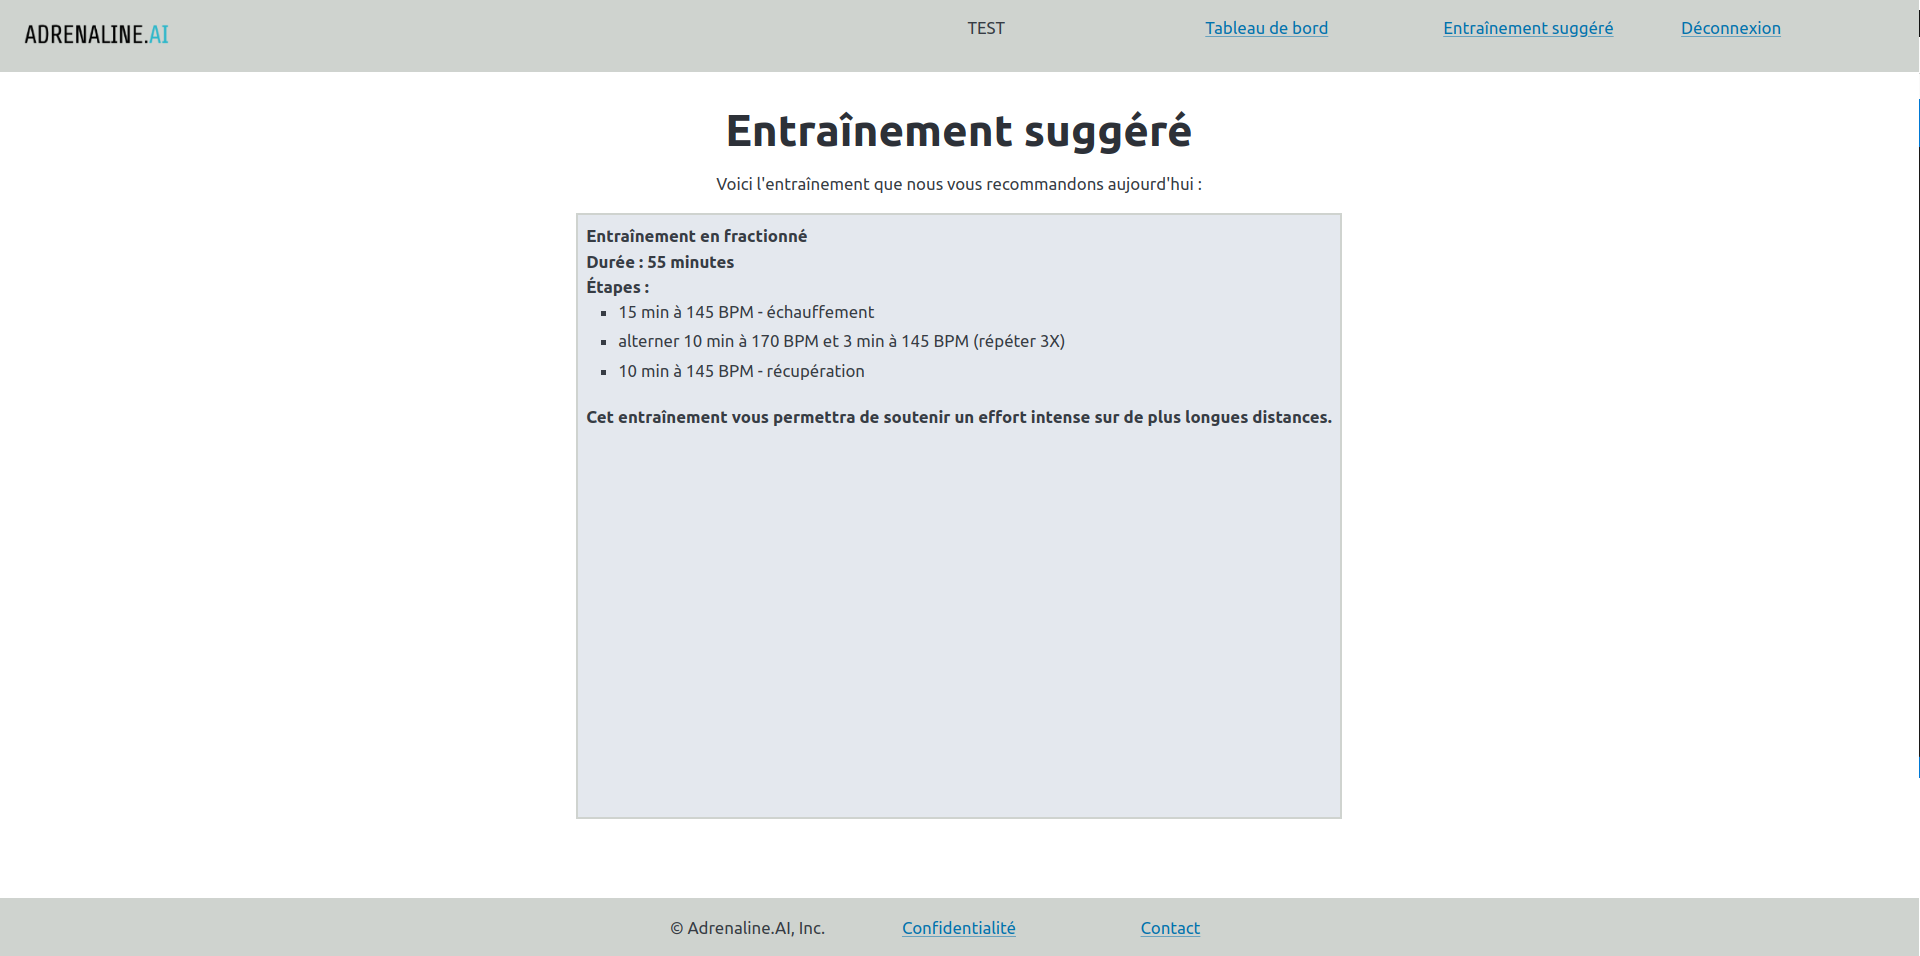 ADRENALINE.AI
TEST
Tableau de bord
Entraînement suggéré
Déconnexion
Entraînement suggéré
Voici l'entraînement que nous vous recommandons aujourd'hui :
Entraînement en fractionné
Durée : 55 minutes
Étapes :
15 min à 145 BPM - échauffement
alterner 10 min à 170 BPM et 3 min à 145 BPM (répéter 3X)
10 min à 145 BPM - récupération
Cet entraînement vous permettra de soutenir un effort intense sur de plus longues distances.
© Adrenaline.AI, Inc.
Confidentialité
Contact